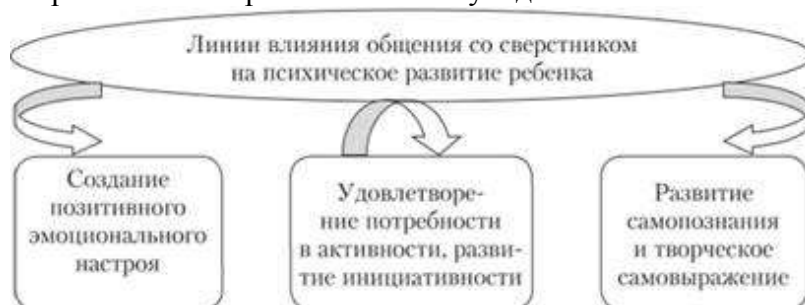 Линии влияния общения со сверстником
на психическое развитие ребенка
Создание
позитивного
эмоционального
настроя
Удовлетворе-
ние потребности
в активности, разви-
тие инициативности
Развитие
самопознания
и творческое
самовыражение